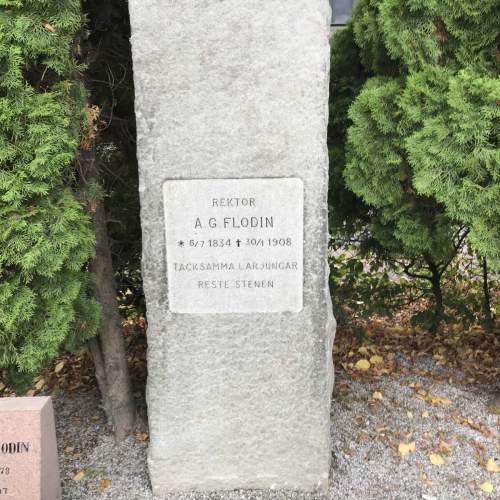 REKTOR
A.G. FLODIN
* 6/7 1834 ✝ 30/1 1908
TACKSAMMA LÄRJUNGAR
RESTE STENEN